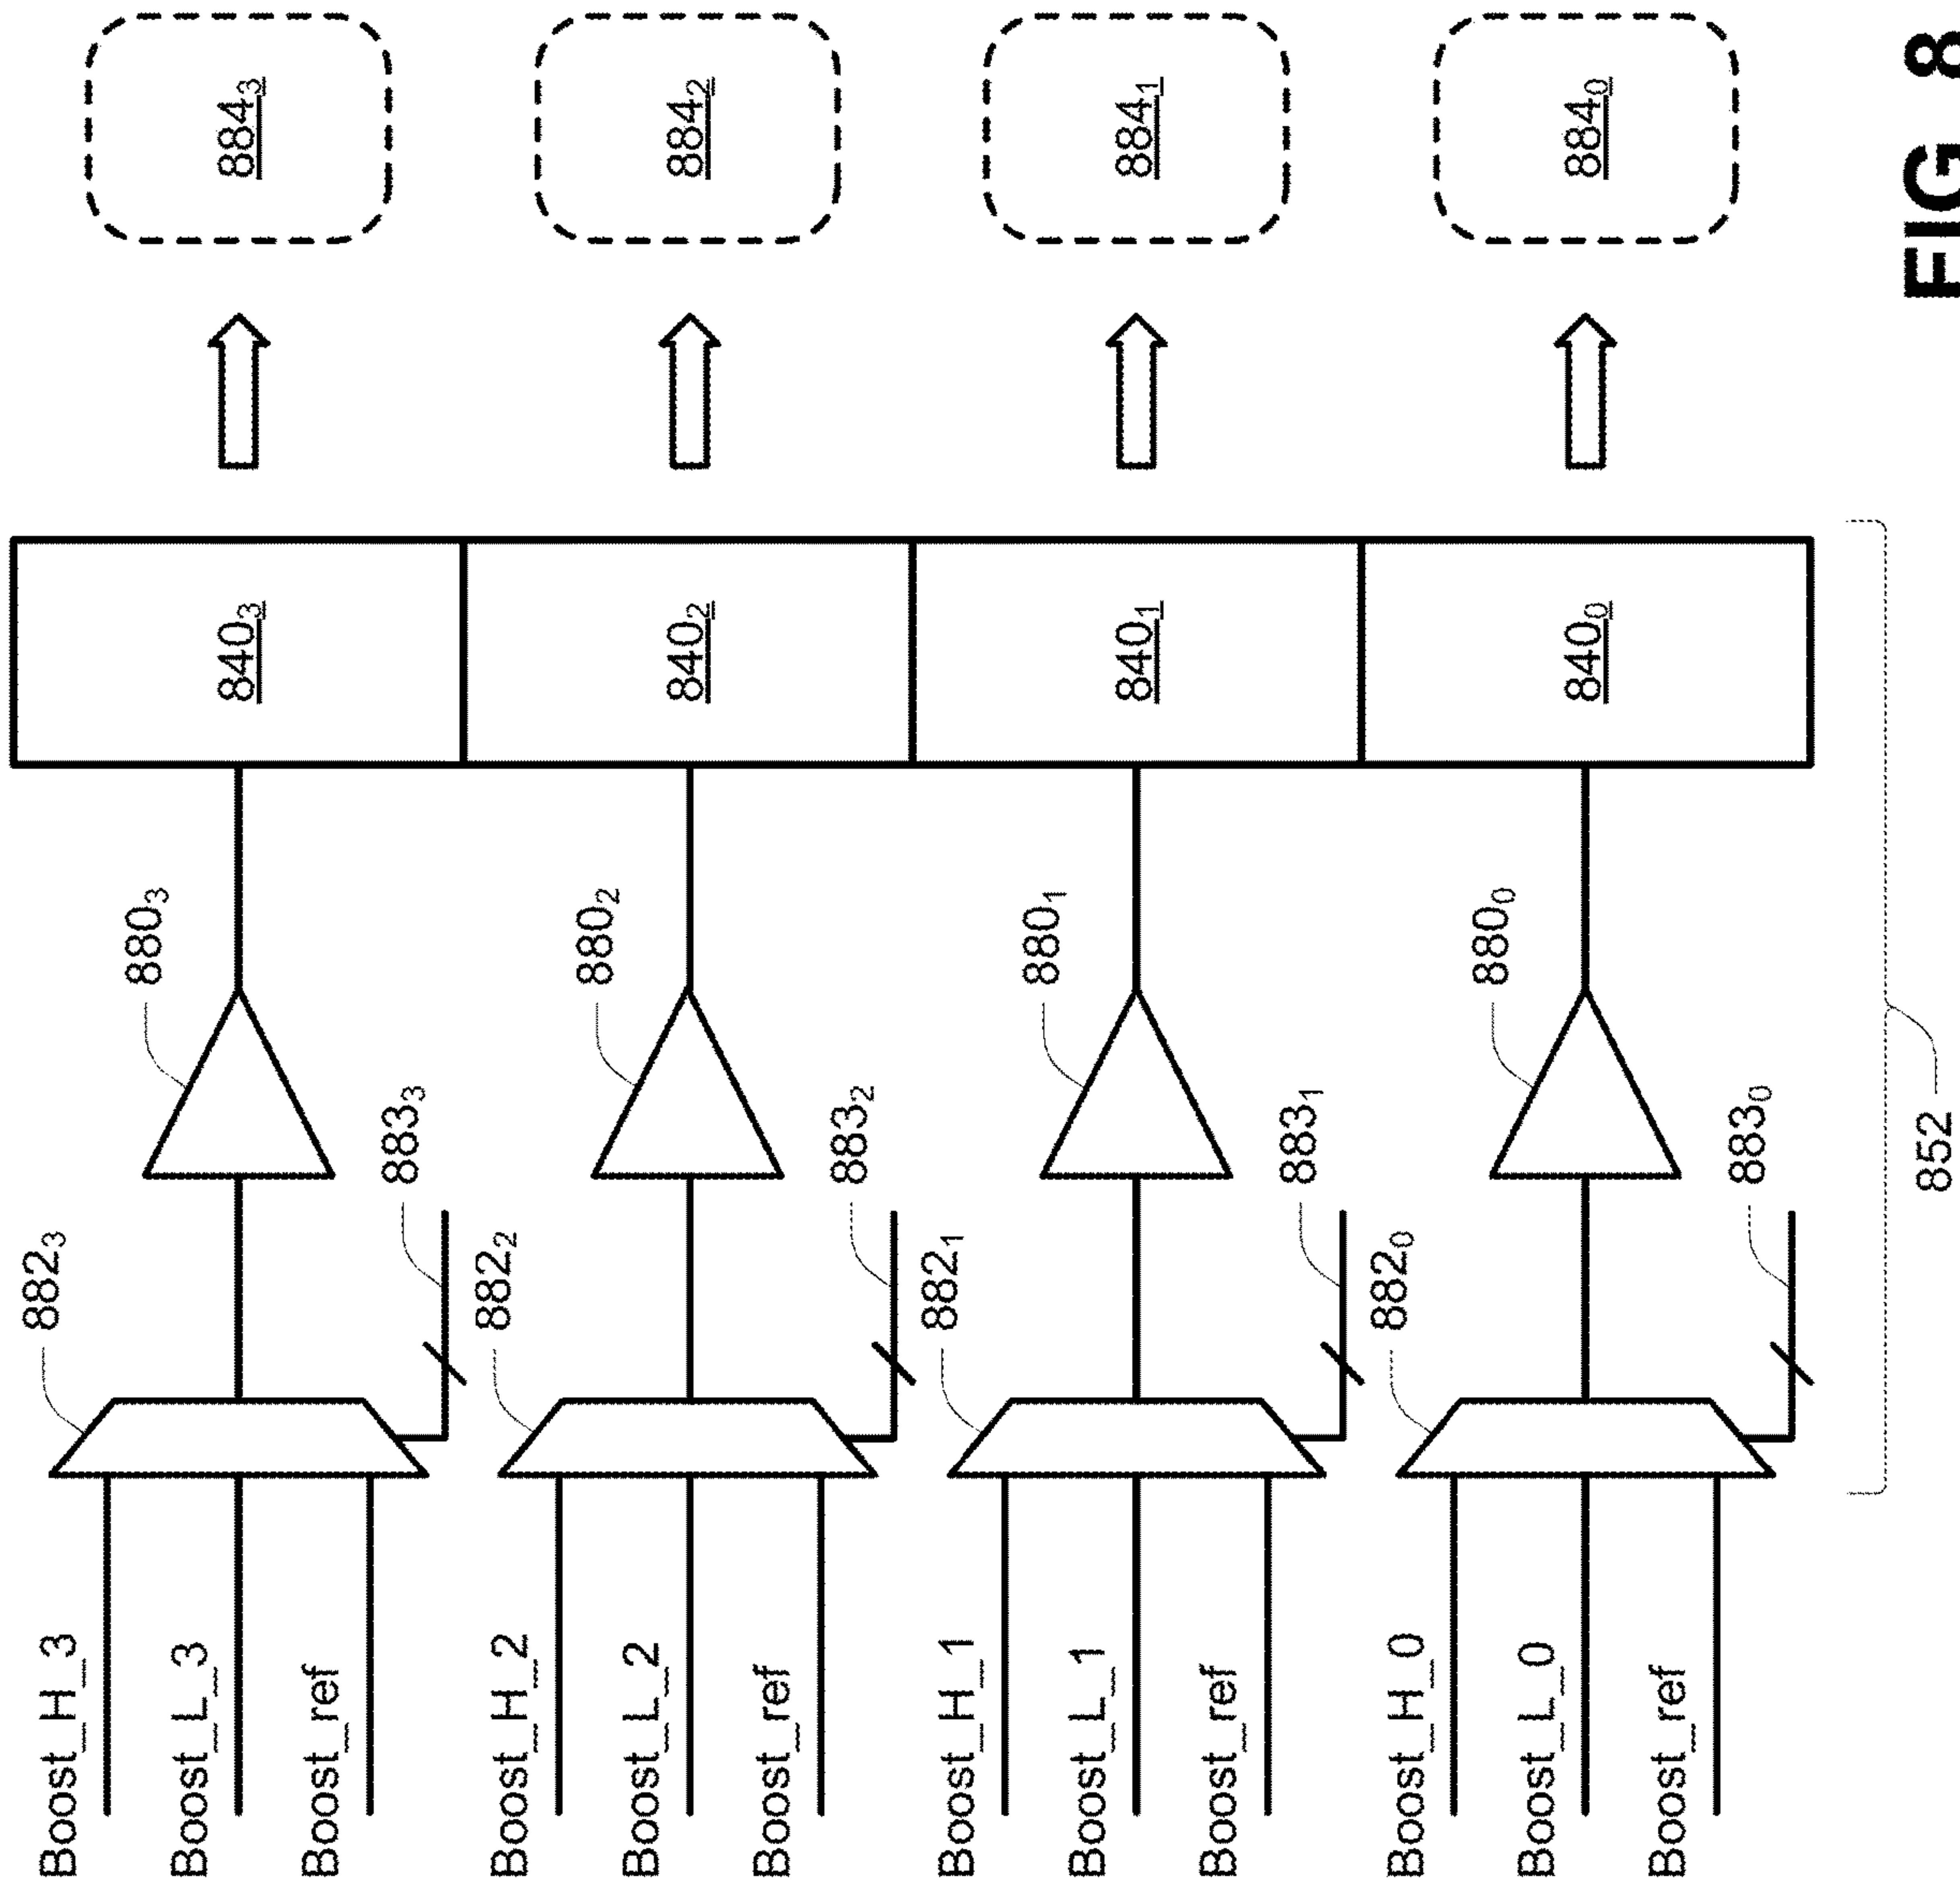 Boost_H_3
Boost_L_3
Boost_ref
882₃
883₃
880₃
840₃
884₃
Boost_H_2
Boost_L_2
Boost_ref
882₂
883₂
880₂
840₂
884₂
Boost_H_1
Boost_L_1
Boost_ref
882₁
883₁
880₁
840₁
884₁
Boost_H_0
Boost_L_0
Boost_ref
882₀
883₀
880₀
840₀
884₀
852
FIG 8